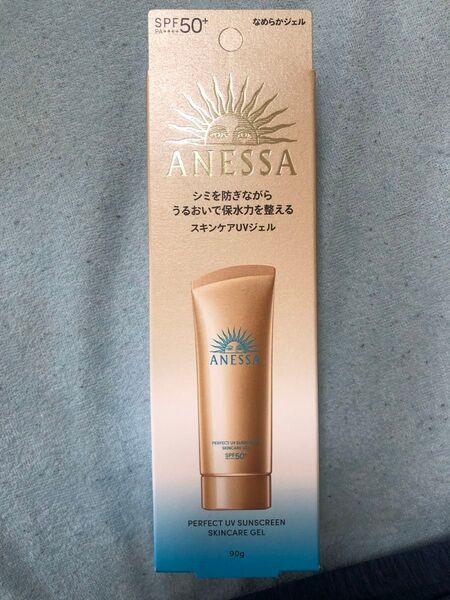 SPF50+
PA++++
なめらかジェル
ANESSA
シミを防ぎながら
うるおいで保水力を整える
スキンケアUVジェル
ANESSA
PERFECT UV SUNSCREEN
SKINCARE GEL
SPF50+
PERFECT UV SUNSCREEN
SKINCARE GEL
90g